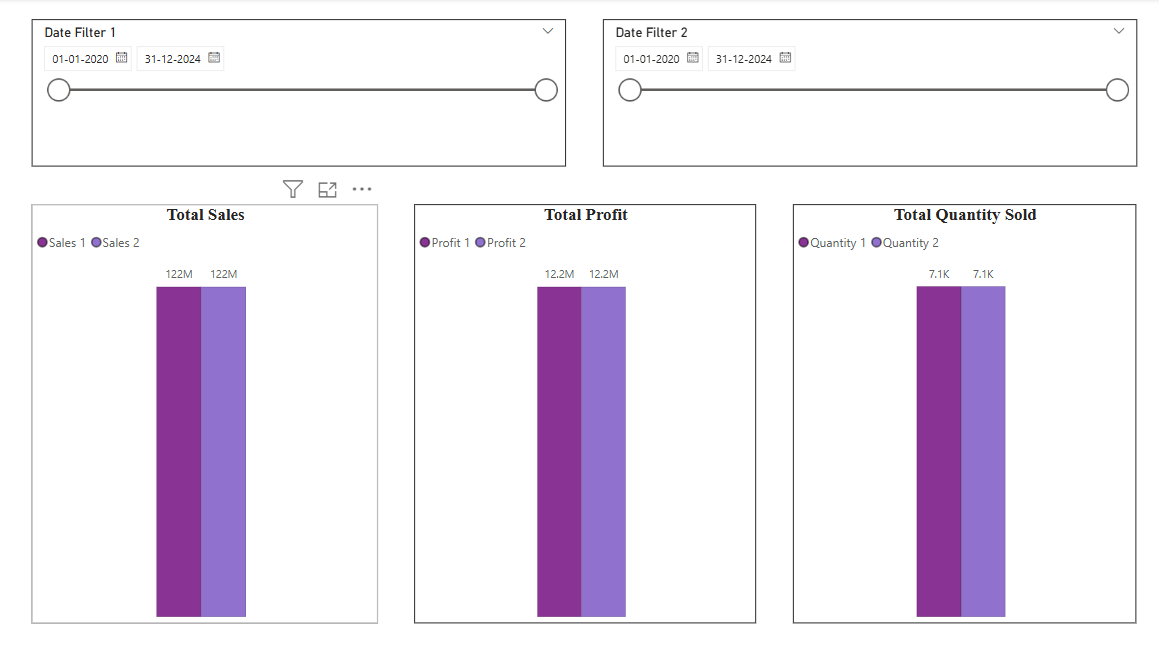 Date Filter 1
01-01-2020 31-12-2024
Date Filter 2
01-01-2020 31-12-2024
Total Sales
Sales 1 Sales 2
122M 122M
Total Profit
Profit 1 Profit 2
12.2M 12.2M
Total Quantity Sold
Quantity 1 Quantity 2
7.1K 7.1K